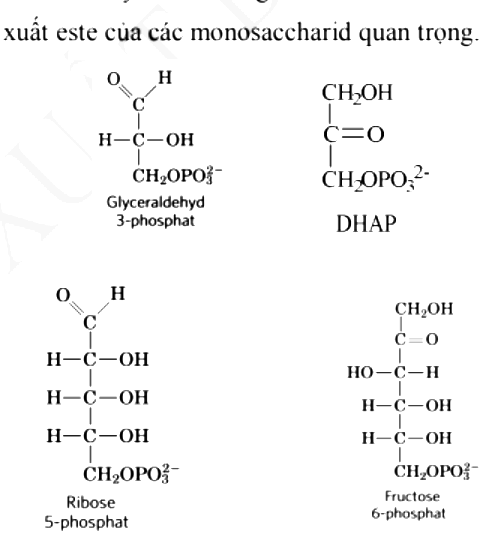 xuất este của các monosaccharid quan trọng.
O H
C
H—C—OH
CH₂OPO₃²⁻
Glyceraldehyd
3-phosphat
CH₂OH
C=O
CH₂OPO₃²⁻
DHAP
O H
C
H—C—OH
H—C—OH
H—C—OH
CH₂OPO₃²⁻
Ribose
5-phosphat
CH₂OH
C=O
HO—C—H
H—C—OH
H—C—OH
CH₂OPO₃²⁻
Fructose
6-phosphat